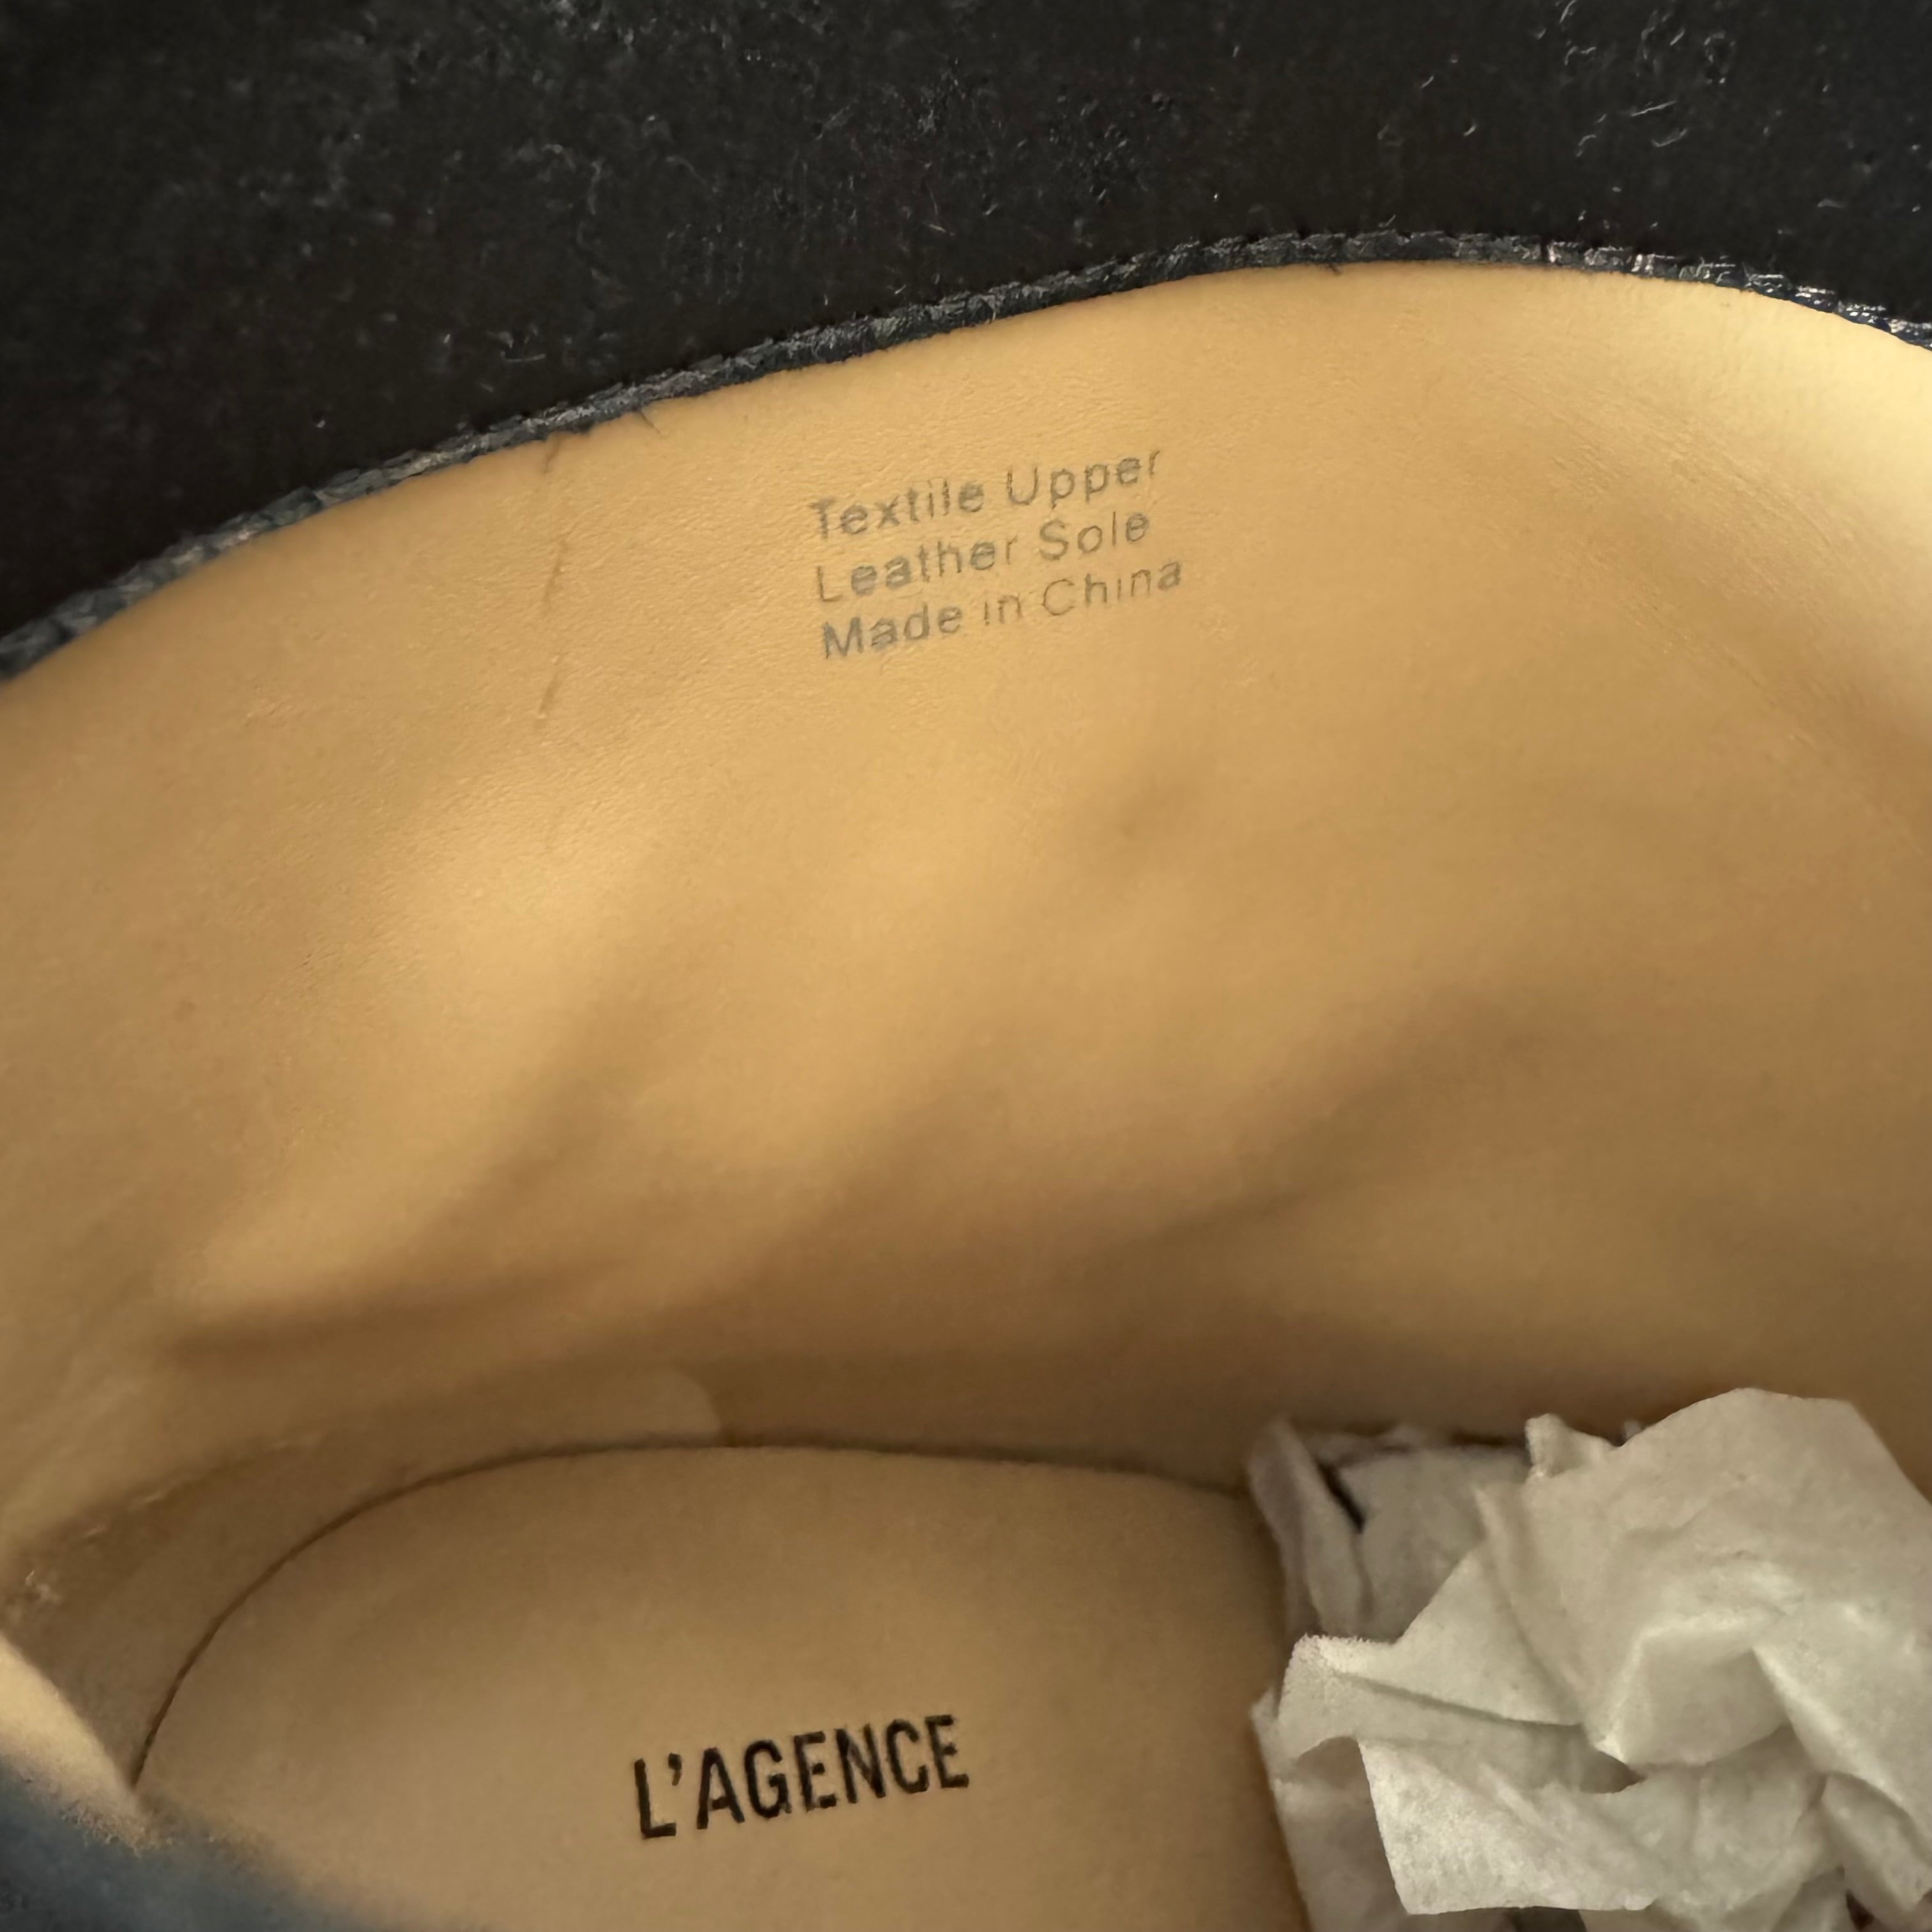 Textile Upper
Leather Sole
Made in China
L'AGENCE